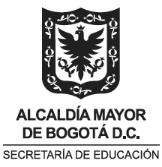 ALCALDÍA MAYOR
DE BOGOTÁ D.C.
SECRETARÍA DE EDUCACIÓN